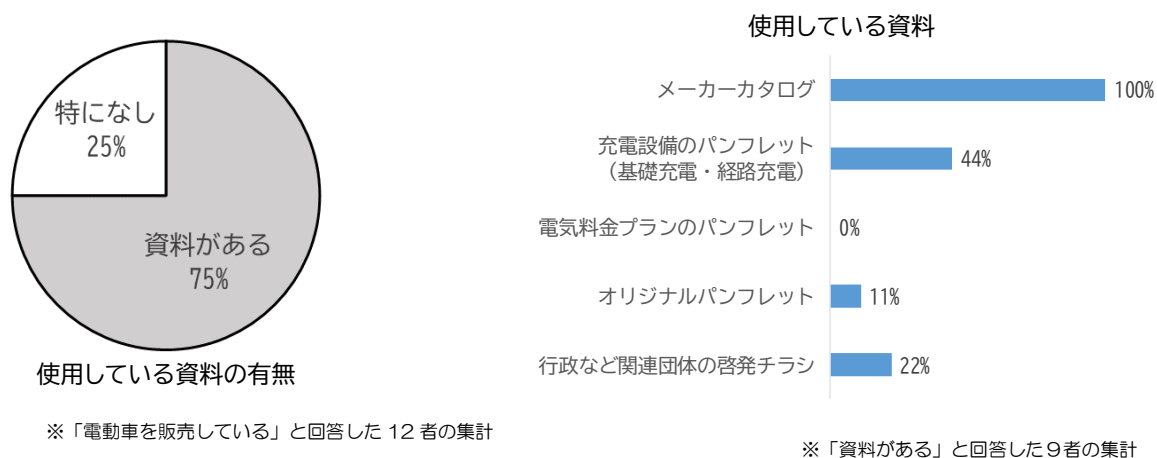 特になし
25%
資料がある
75%
使用している資料の有無
※「電動車を販売している」と回答した 12 者の集計
使用している資料
メーカーカタログ
100%
充電設備のパンフレット
（基礎充電・経路充電）
44%
電気料金プランのパンフレット
0%
オリジナルパンフレット
11%
行政など関連団体の啓発チラシ
22%
※「資料がある」と回答した９者の集計